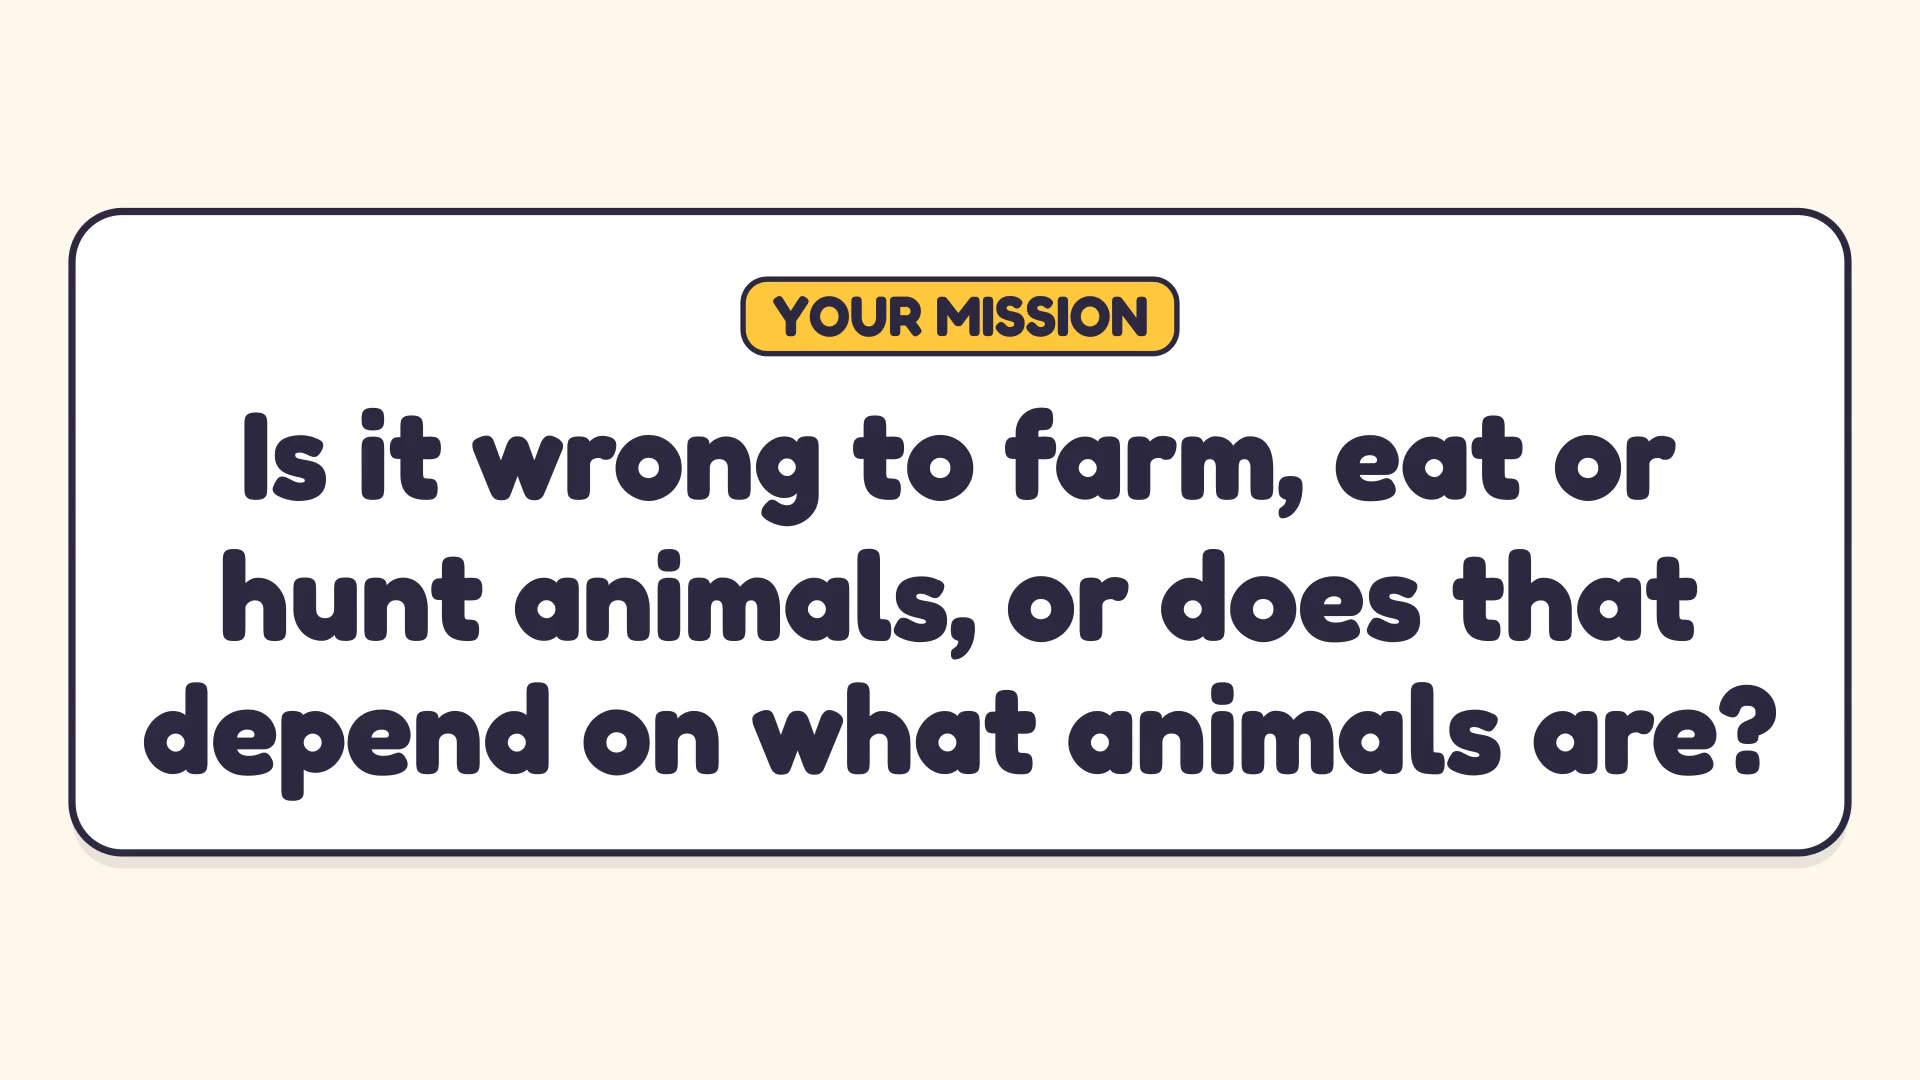 YOUR MISSION
Is it wrong to farm, eat or
hunt animals, or does that
depend on what animals are?